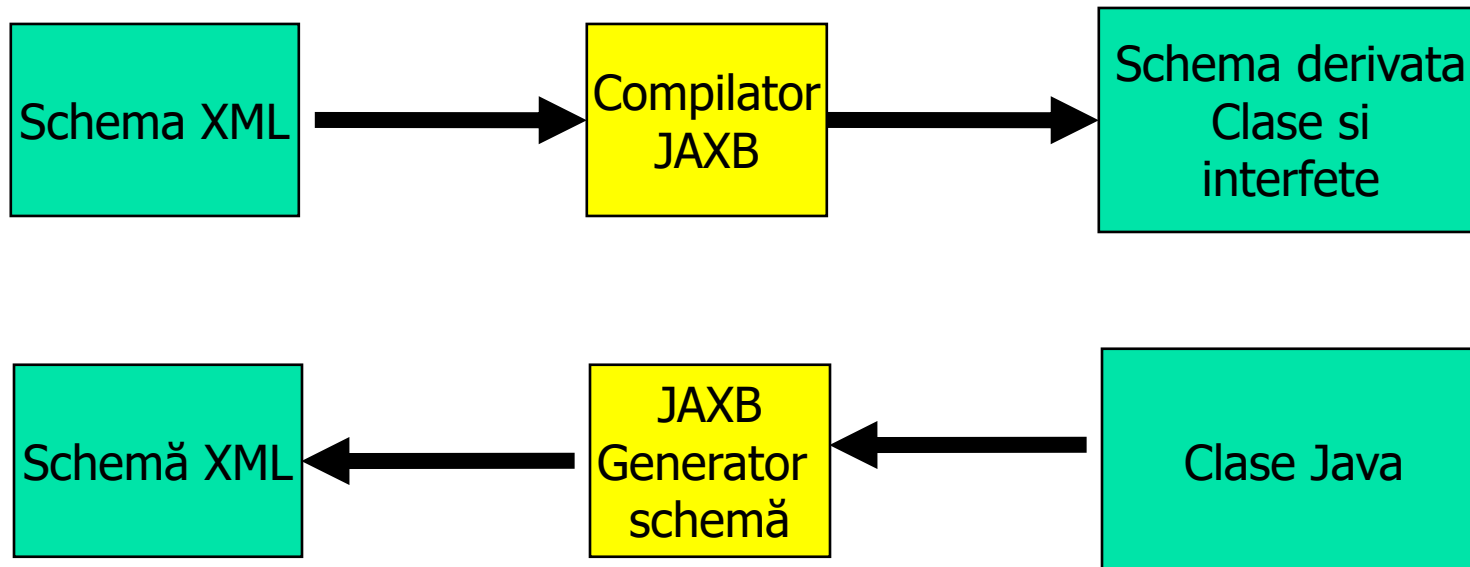 Schema XML
Compilator
JAXB
Schema derivata
Clase si
interfete
Schemă XML
JAXB
Generator
schemă
Clase Java